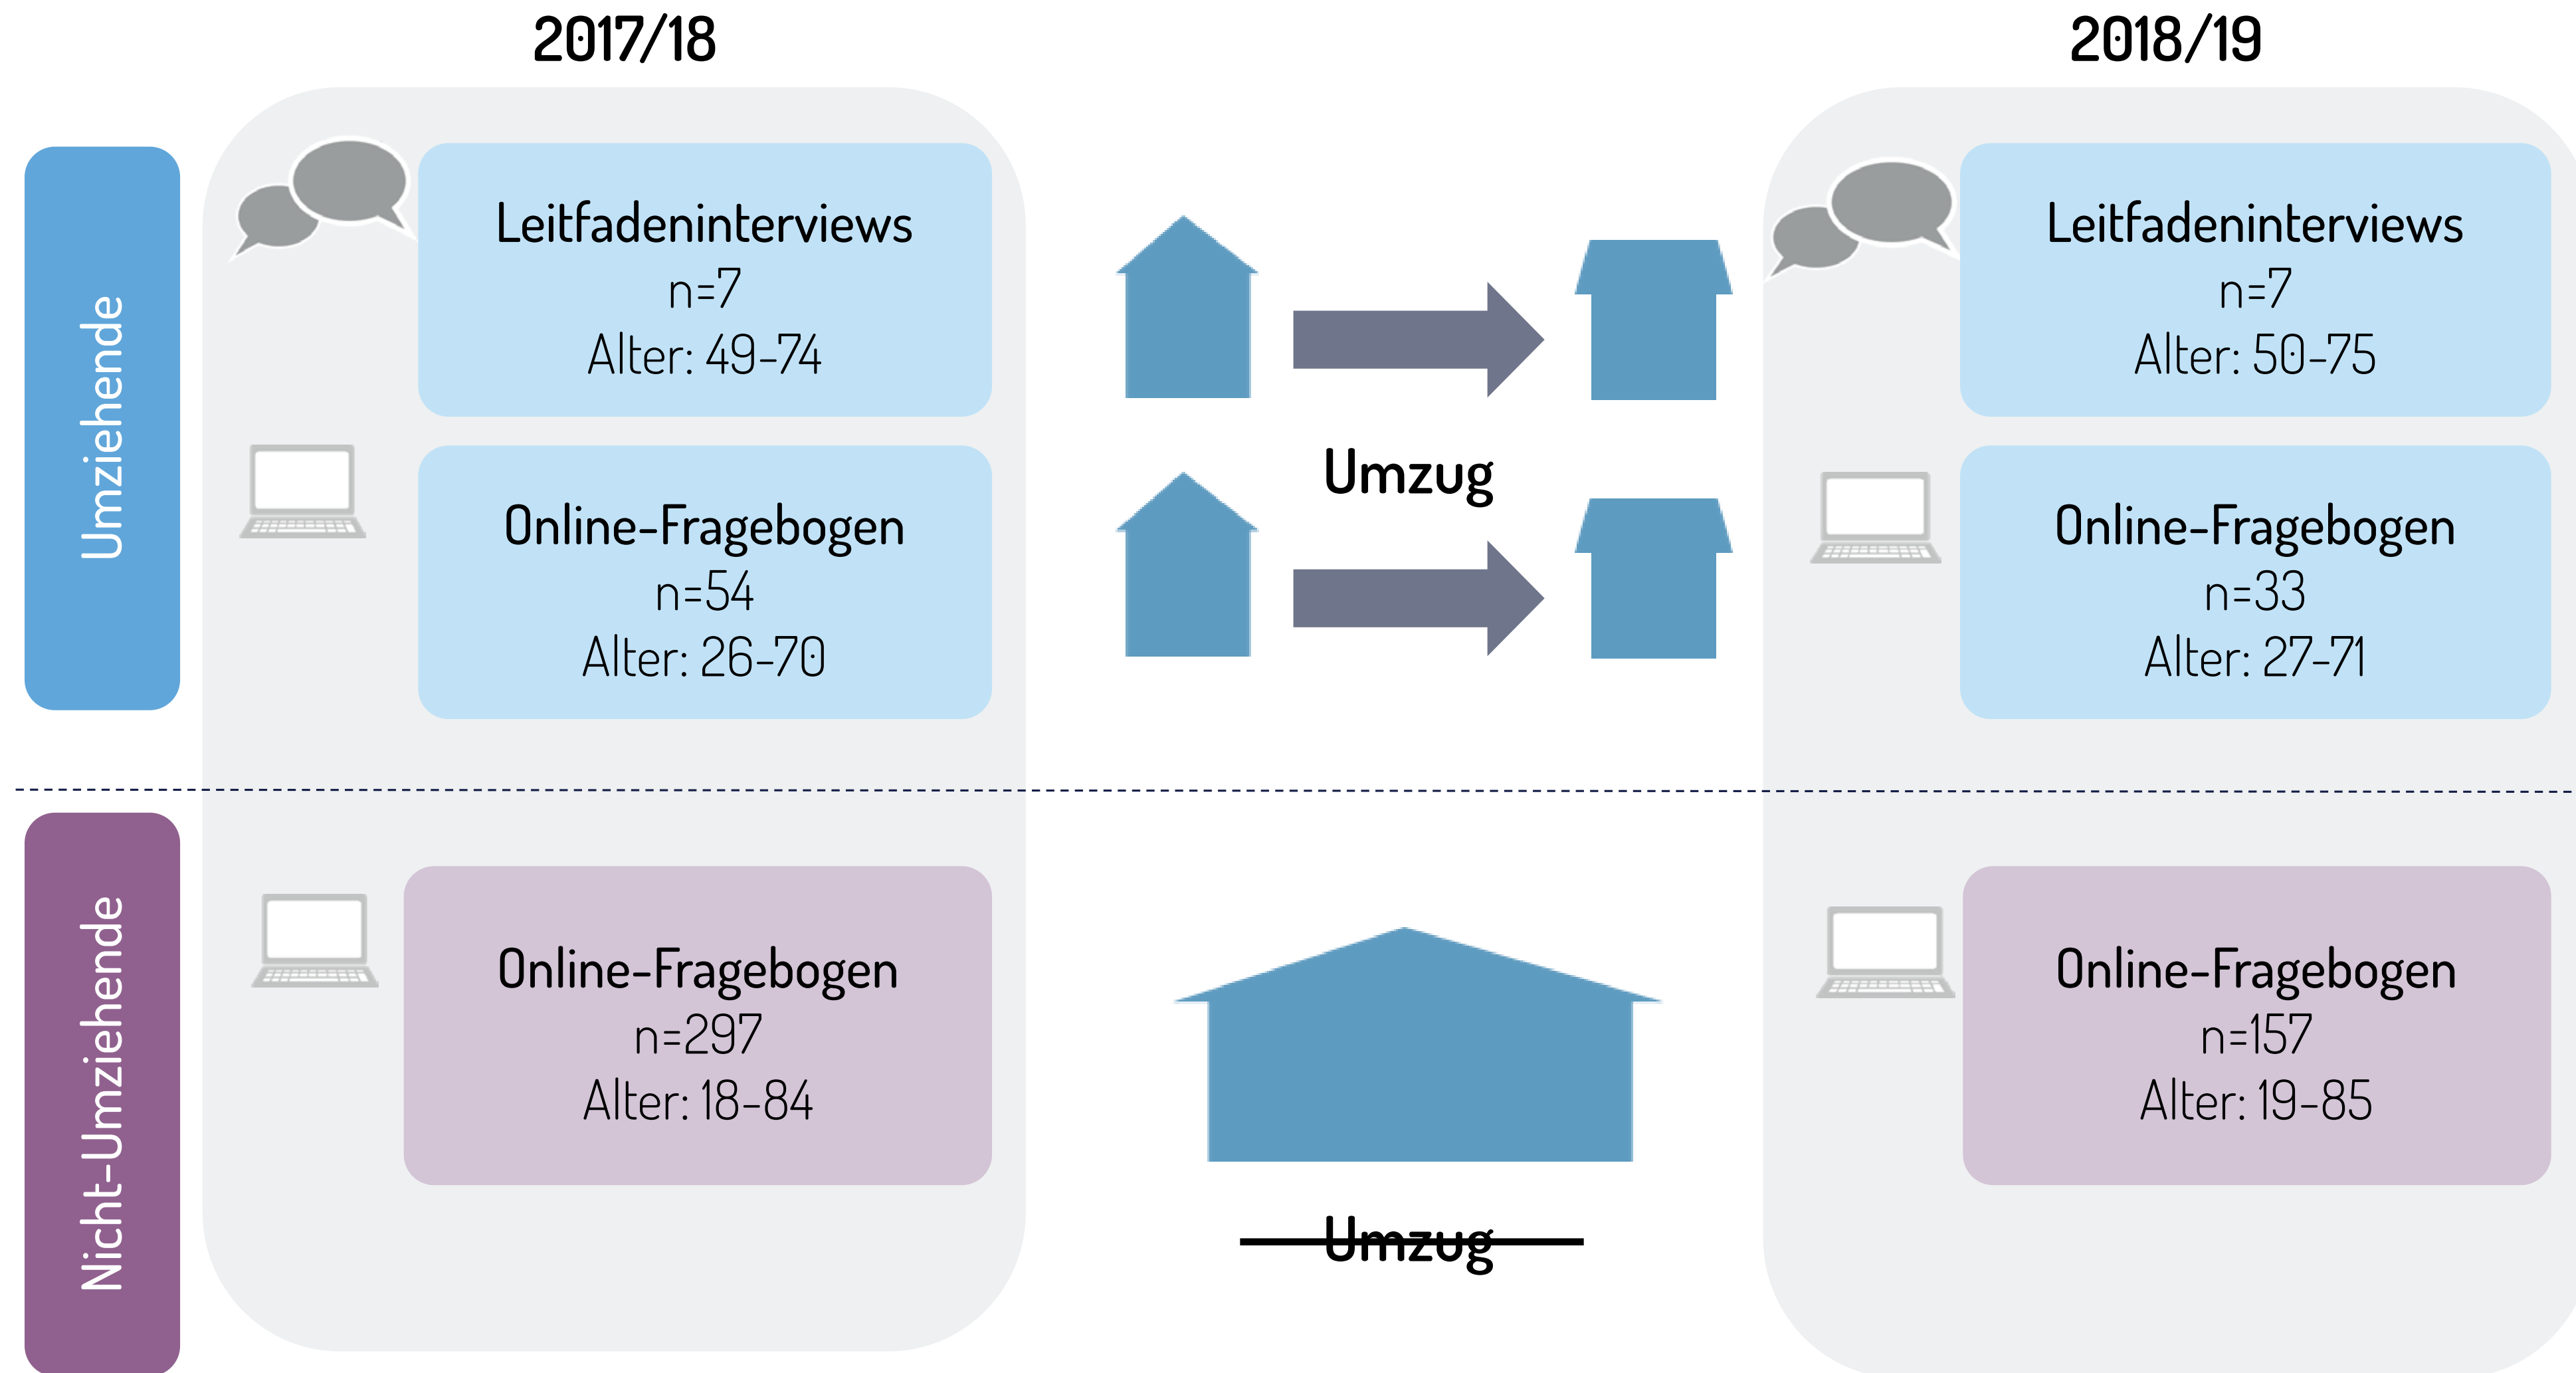 2017/18
2018/19
Umziehende
Leitfadeninterviews
n=7
Alter: 49-74
Online-Fragebogen
n=54
Alter: 26-70
Umzug
Leitfadeninterviews
n=7
Alter: 50-75
Online-Fragebogen
n=33
Alter: 27-71
Nicht-Umziehende
Online-Fragebogen
n=297
Alter: 18-84
Umzug
Online-Fragebogen
n=157
Alter: 19-85